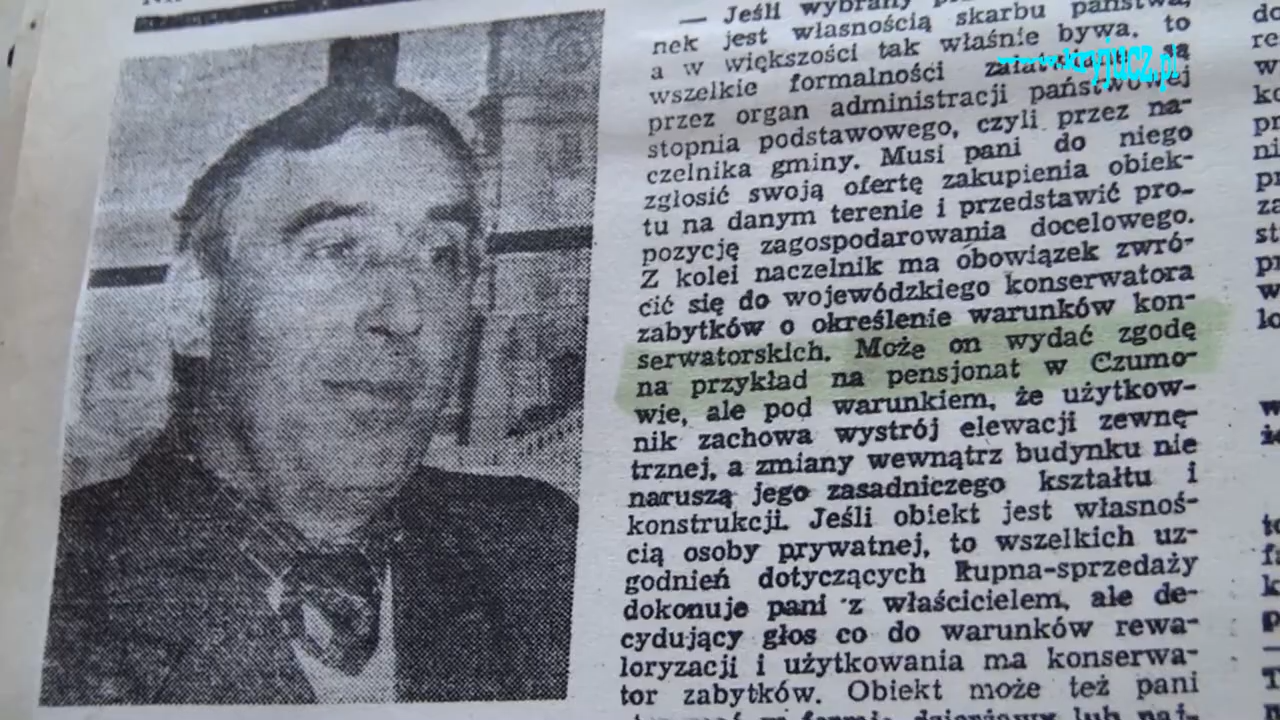 — Jeśli wybrany
nek jest własnością skarbu państwa,
a w większości tak właśnie bywa, to
wszelkie formalności załatwiane są
przez organ administracji państwowej
stopnia podstawowego, czyli przez na-
czelnika gminy. Musi pani do niego
zgłosić swoją ofertę zakupienia obiek-
tu na danym terenie i przedstawić pro-
pozycję zagospodarowania docelowego.
Z kolei naczelnik ma obowiązek zwró-
cić się do wojewódzkiego konserwatora
zabytków o określenie warunków kon-
serwatorskich. Może on wydać zgodę
na przykład na pensjonat w Czumo-
wie, ale pod warunkiem, że użytkow-
nik zachowa wystrój elewacji zewnę-
trznej, a zmiany wewnątrz budynku nie
naruszą jego zasadniczego kształtu i
konstrukcji. Jeśli obiekt jest własnoś-
cią osoby prywatnej, to wszelkich uz-
godnień dotyczących kupna-sprzedaży
dokonuje pani z właścicielem, ale de-
cydujący głos co do warunków rewa-
loryzacji i użytkowania ma konserwa-
tor zabytków. Obiekt może też pani
w formie dzierżawy lub naj-